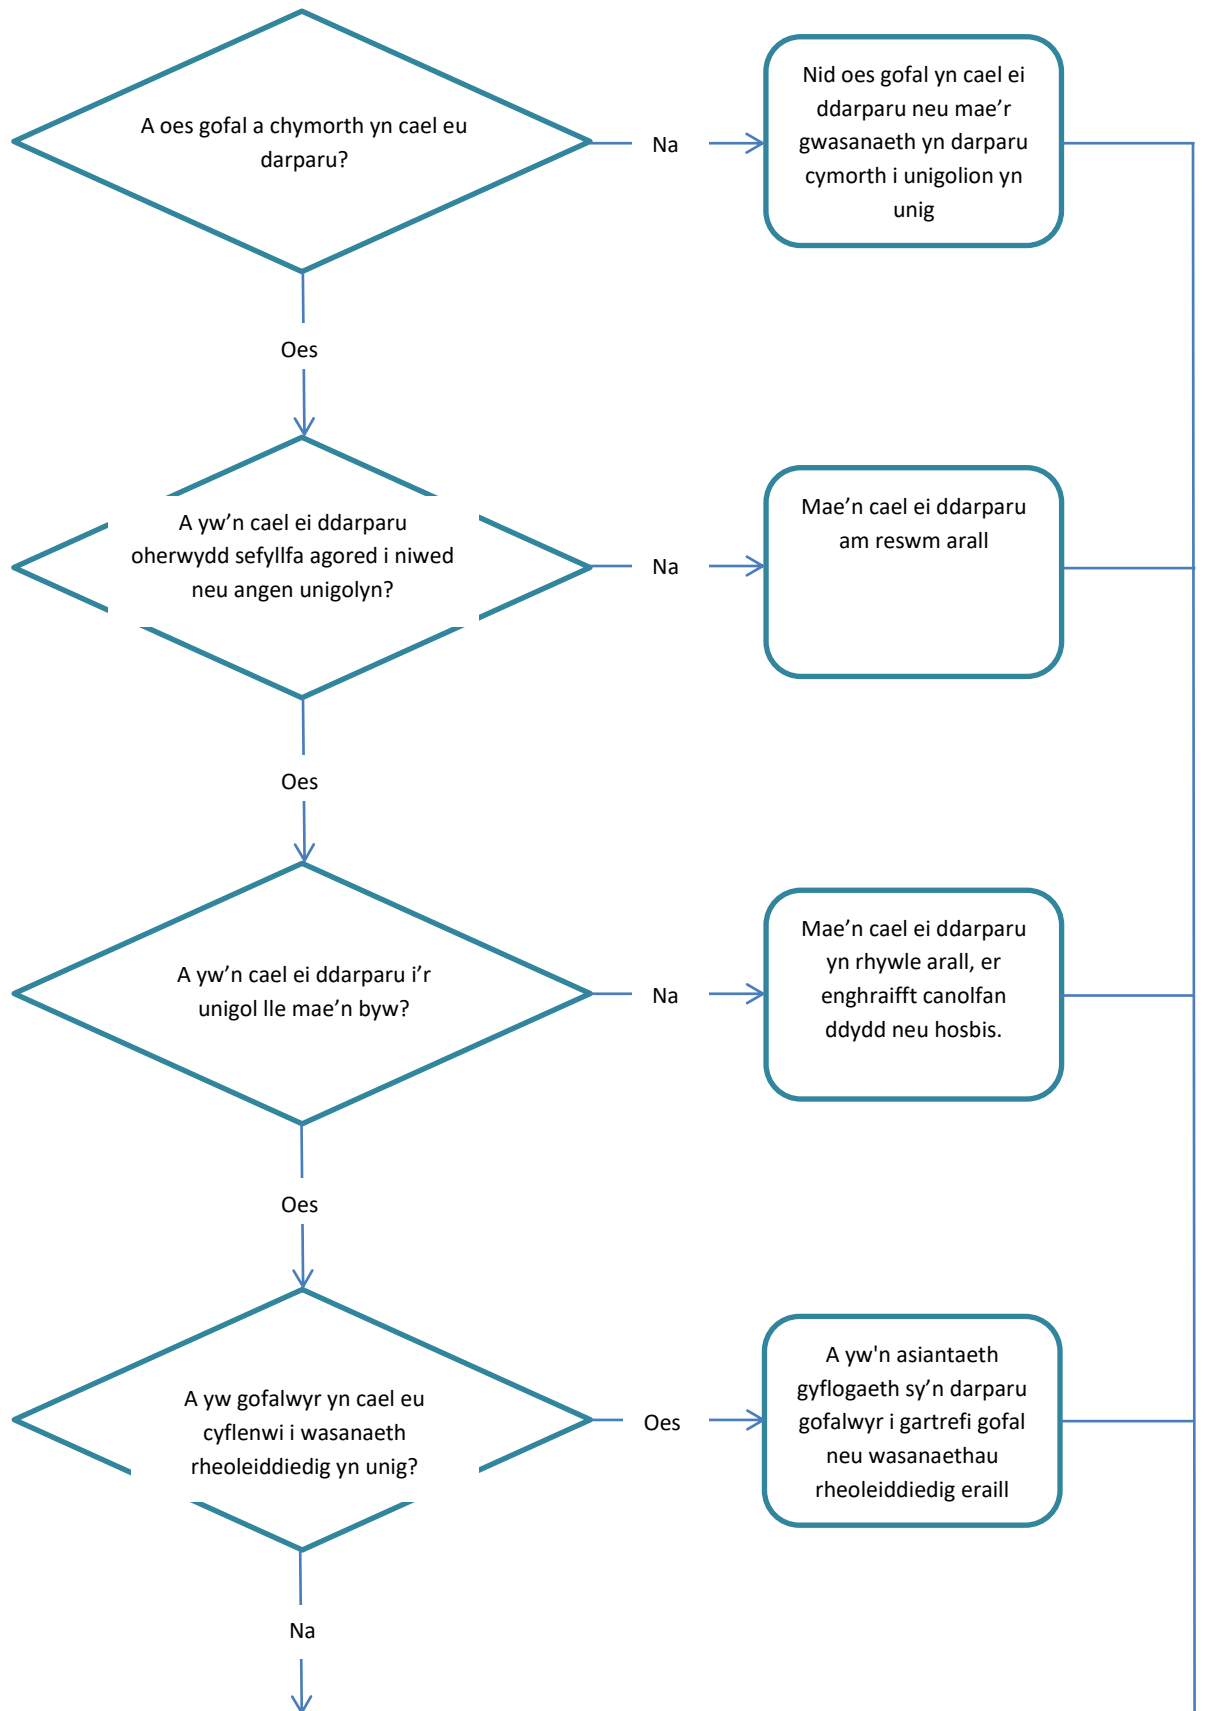 A oes gofal a chymorth yn cael eu
darparu?
Na
Nid oes gofal yn cael ei
ddarparu neu mae’r
gwasanaeth yn darparu
cymorth i unigolion yn
unig
Oes
A yw’n cael ei ddarparu
oherwydd sefyllfa agored i niwed
neu angen unigolyn?
Na
Mae’n cael ei ddarparu
am reswm arall
Oes
A yw’n cael ei ddarparu i’r
unigol lle mae’n byw?
Na
Mae’n cael ei ddarparu
yn rhywle arall, er
enghraifft canolfan
ddydd neu hosbis.
Oes
A yw gofalwyr yn cael eu
cyflenwi i wasanaeth
rheoleiddiedig yn unig?
Oes
A yw'n asiantaeth
gyflogaeth sy’n darparu
gofalwyr i gartrefi gofal
neu wasanaethau
rheoleiddiedig eraill
Na